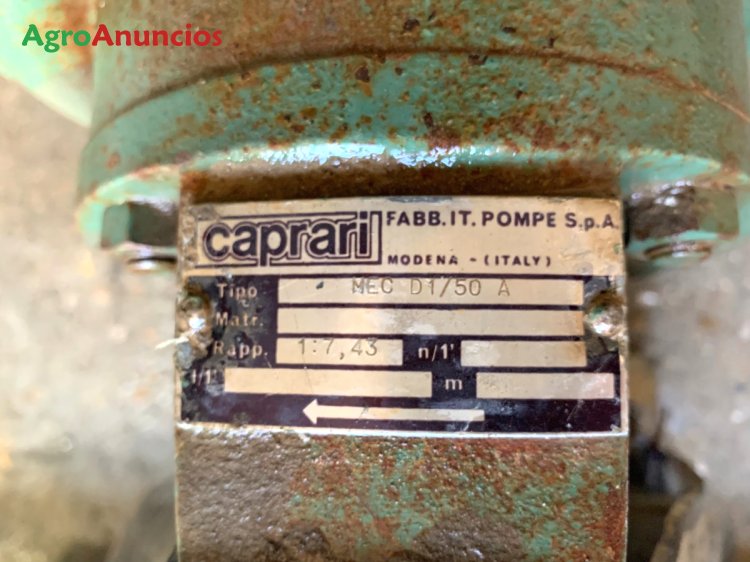 AgroAnuncios
caprari FABB.IT. POMPE S.p.A.
MODENA - (ITALY)
Tipo MEC D1/50 A
Matr.
Rapp. 1:7,43 n/1'
l/1' m